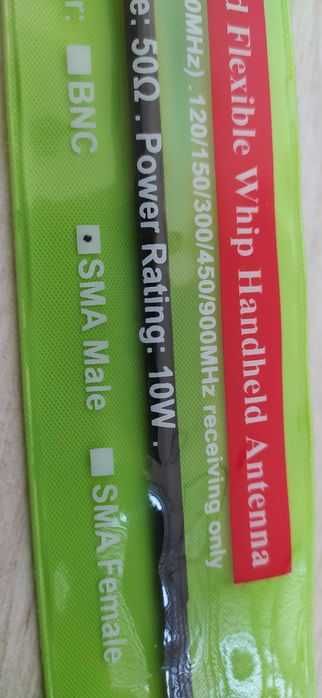 d Flexible Whip Handheld Antenna
0MHz) .120/150/300/450/900MHz receiving only
e: 50Ω . Power Rating: 10W .
r: BNC SMA Male SMA Female